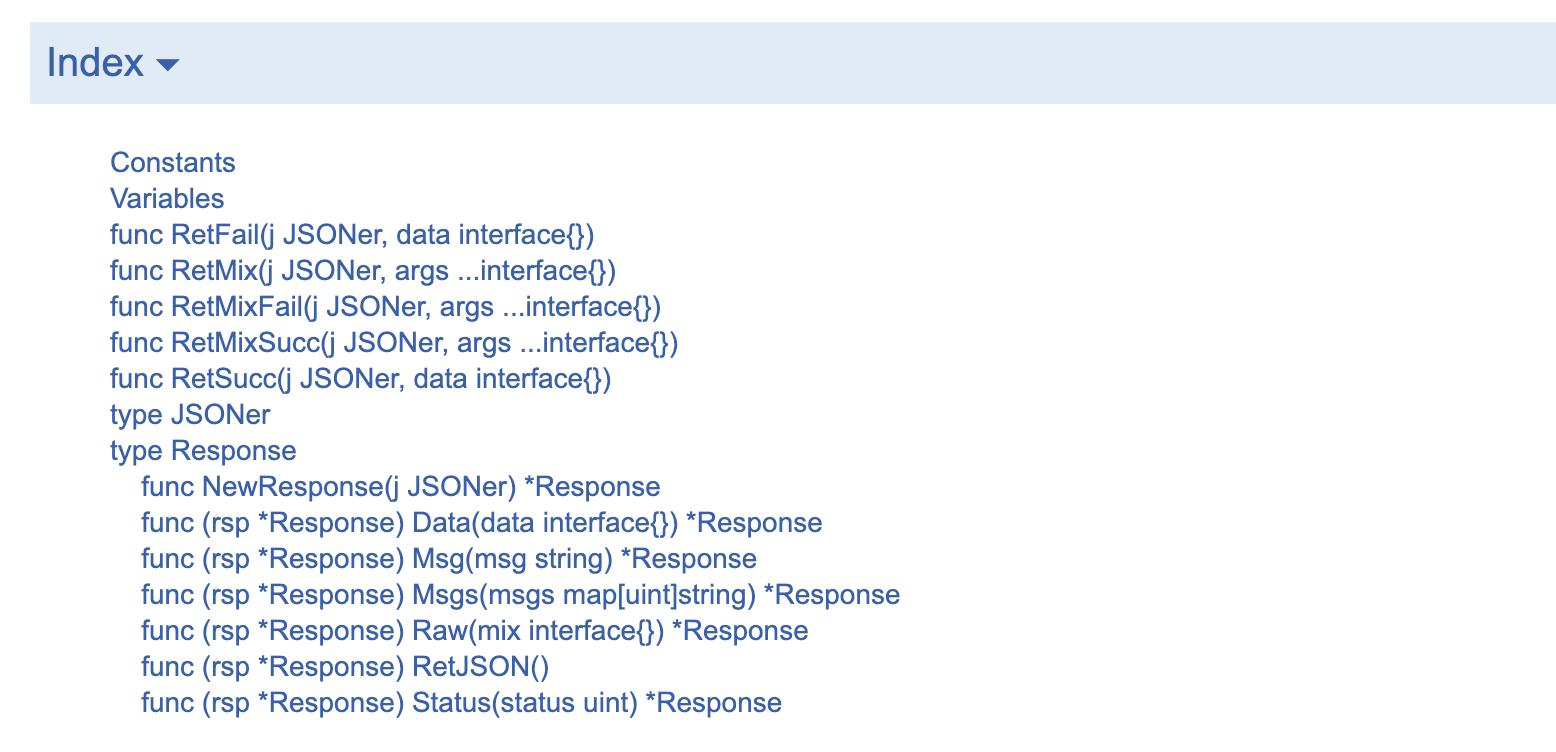 Index
Constants
Variables
func RetFail(j JSONer, data interface{})
func RetMix(j JSONer, args ...interface{})
func RetMixFail(j JSONer, args ...interface{})
func RetMixSucc(j JSONer, args ...interface{})
func RetSucc(j JSONer, data interface{})
type JSONer
type Response
func NewResponse(j JSONer) *Response
func (rsp *Response) Data(data interface{}) *Response
func (rsp *Response) Msg(msg string) *Response
func (rsp *Response) Msgs(msgs map[uint]string) *Response
func (rsp *Response) Raw(mix interface{}) *Response
func (rsp *Response) RetJSON()
func (rsp *Response) Status(status uint) *Response